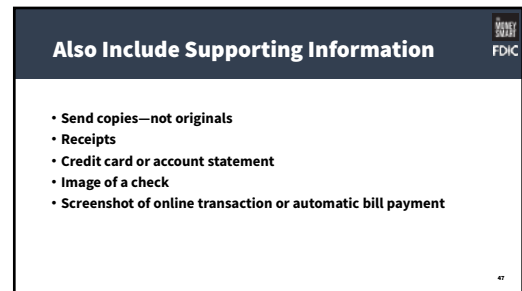 MONEY
SMART
FDIC
Also Include Supporting Information
• Send copies—not originals
• Receipts
• Credit card or account statement
• Image of a check
• Screenshot of online transaction or automatic bill payment
47